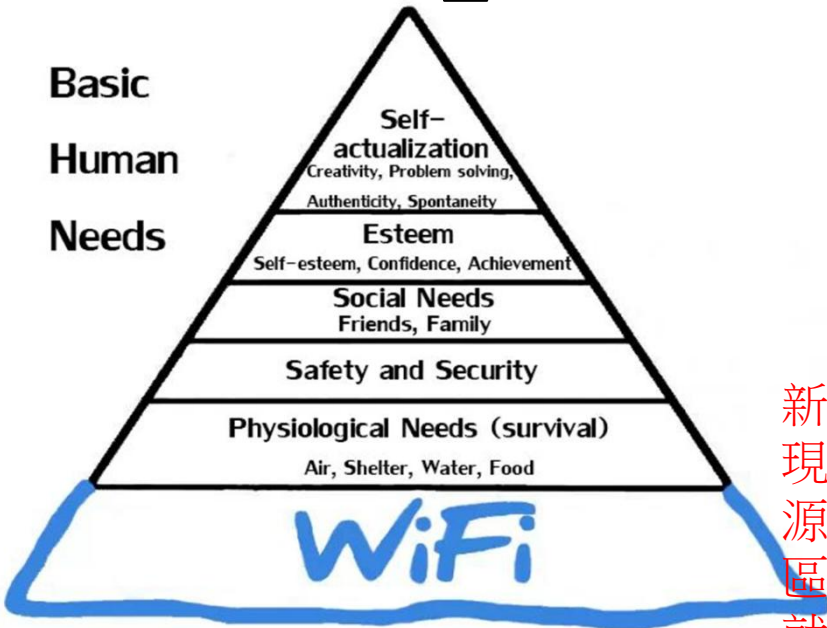 Basic
Human
Needs
Self-
actualization
Creativity, Problem solving,
Authenticity, Spontaneity
Esteem
Self-esteem, Confidence, Achievement
Social Needs
Friends, Family
Safety and Security
Physiological Needs (survival)
Air, Shelter, Water, Food
WiFi
新
現
源
區